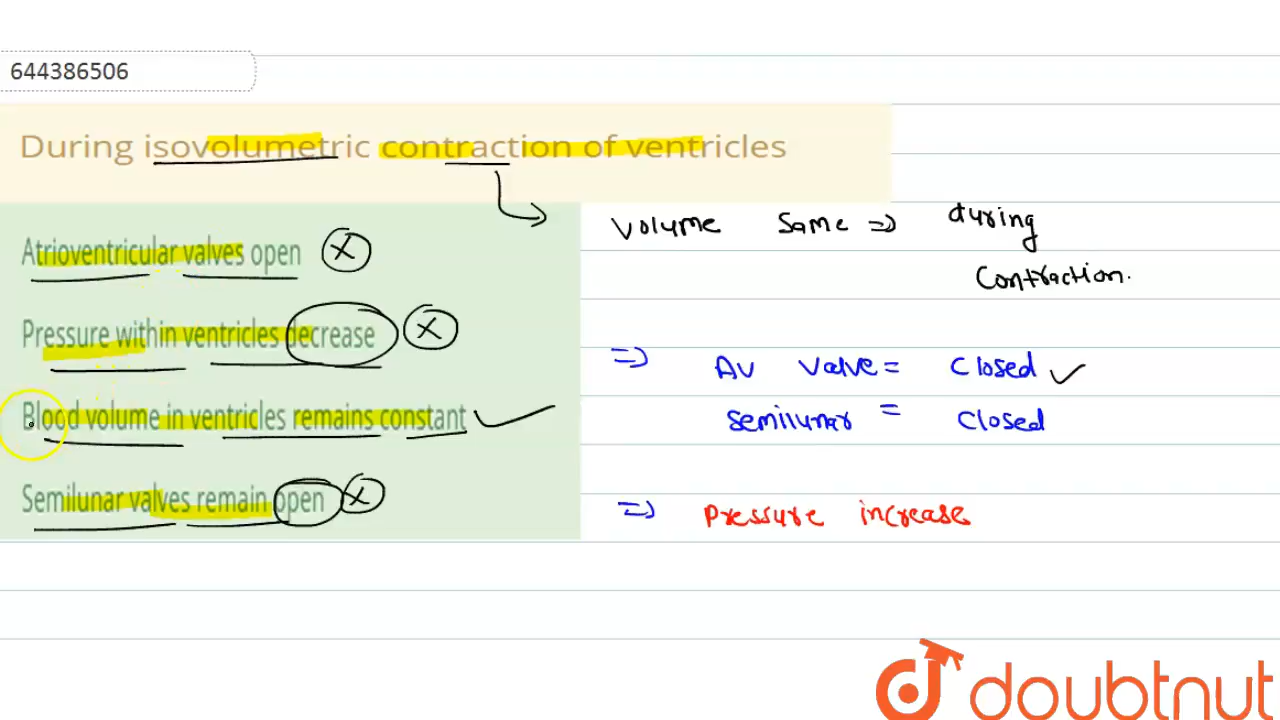 644386506
During isovolumetric contraction of ventricles
Volume Same ⇒ during
Contraction.
Atrioventricular valves open X
Pressure within ventricles decrease X
Blood volume in ventricles remains constant ✓
Semilunar valves remain open X
⇒ AV Valve = Closed ✓
Semilunar = Closed
⇒ Pressure increase
doubtnut